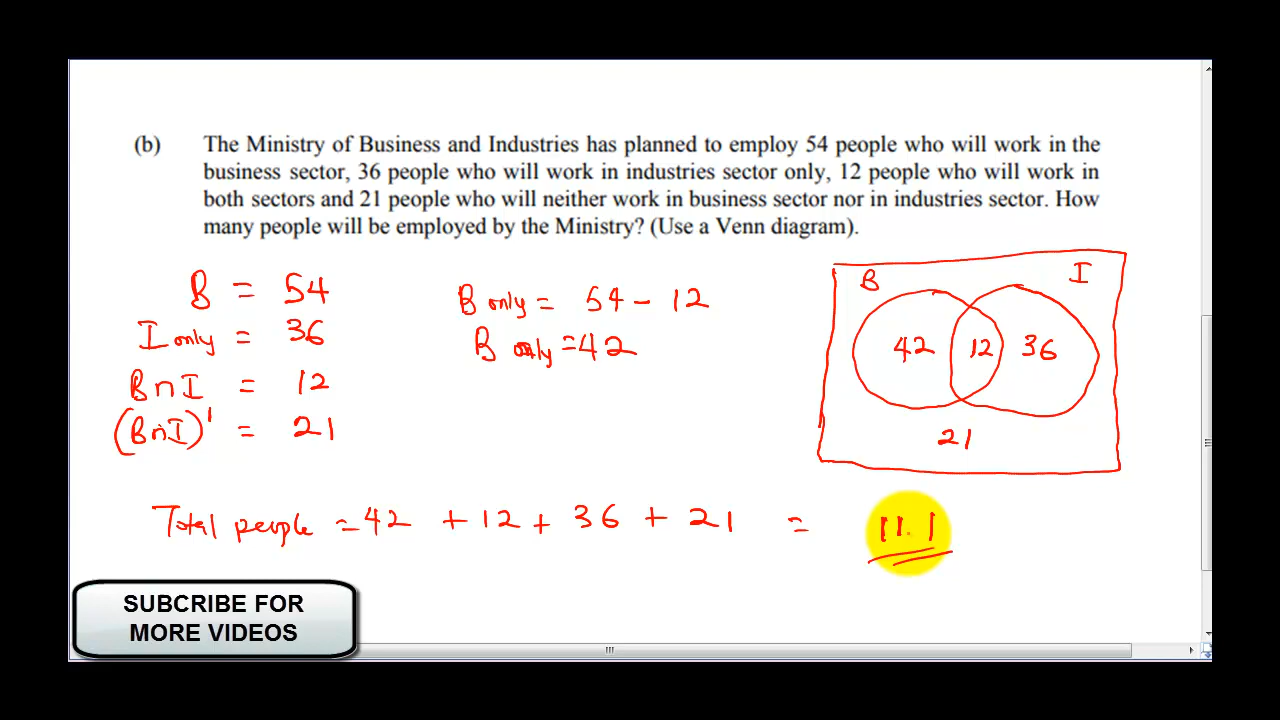 (b) The Ministry of Business and Industries has planned to employ 54 people who will work in the
business sector, 36 people who will work in industries sector only, 12 people who will work in
both sectors and 21 people who will neither work in business sector nor in industries sector. How
many people will be employed by the Ministry? (Use a Venn diagram).
B = 54
I only = 36
B∩I = 12
(B∩I)' = 21
B only = 54 - 12
B only = 42
B I
42 12 36
21
Total people = 42 + 12 + 36 + 21 = 111
SUBCRIBE FOR
MORE VIDEOS